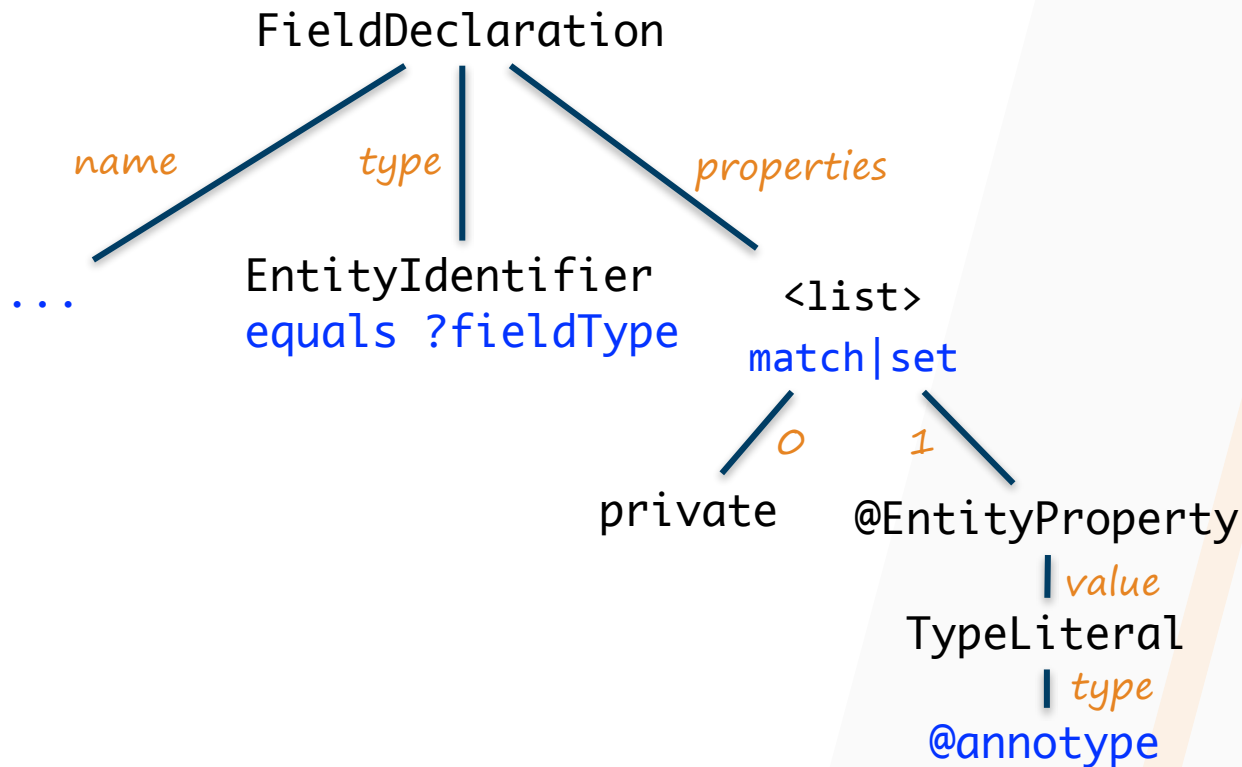 FieldDeclaration
name
type
properties
...
EntityIdentifier
equals ?fieldType
<list>
match|set
0
1
private
@EntityProperty
value
TypeLiteral
type
@annotype